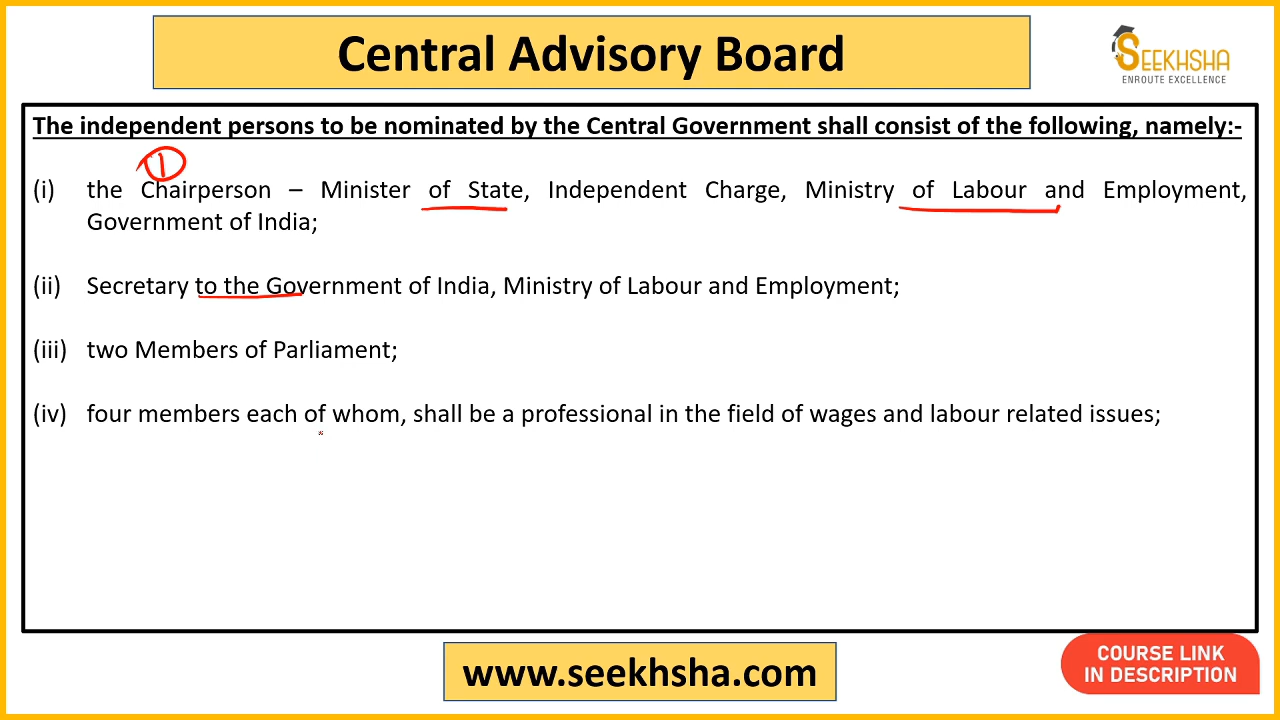 Central Advisory Board
SEEKHSHA
ENROUTE EXCELLENCE
The independent persons to be nominated by the Central Government shall consist of the following, namely:-
1
(i) the Chairperson – Minister of State, Independent Charge, Ministry of Labour and Employment,
Government of India;
(ii) Secretary to the Government of India, Ministry of Labour and Employment;
(iii) two Members of Parliament;
(iv) four members each of whom, shall be a professional in the field of wages and labour related issues;
www.seekhsha.com
COURSE LINK
IN DESCRIPTION